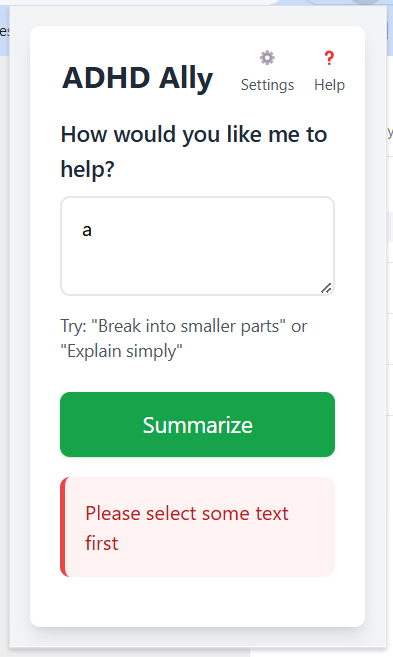 ADHD Ally
Settings
❓ Help
How would you like me to
help?
a
Try: "Break into smaller parts" or
"Explain simply"
Summarize
Please select some text
first